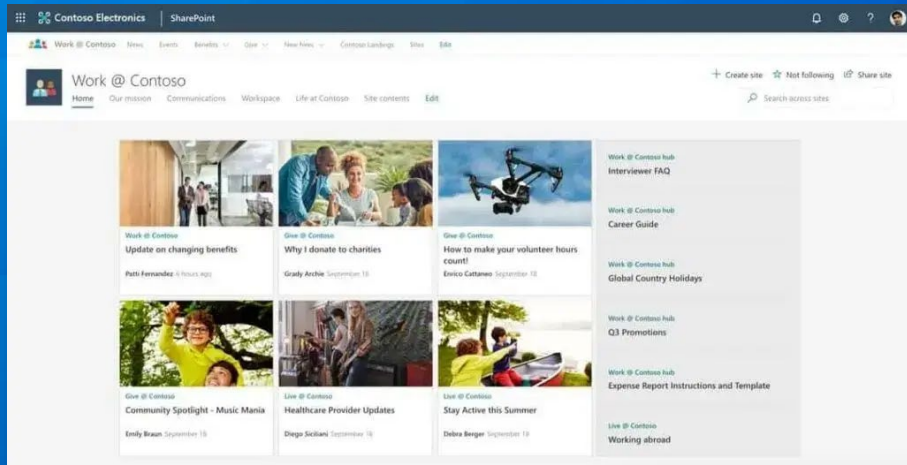 Contoso Electronics SharePoint
Work @ Contoso News Events Benefits Give New hires Contoso Landings Sites Edit
Work @ Contoso
Create site Not following Share site
Home Our mission Communications Workspace Life at Contoso Site contents Edit
Search across sites
Work @ Contoso
Update on changing benefits
Patti Fernandez 6 hours ago
Give @ Contoso
Why I donate to charities
Grady Archie September 18
Give @ Contoso
How to make your volunteer hours
count!
Enrico Cattaneo September 18
Give @ Contoso
Community Spotlight - Music Mania
Emily Braun September 18
Live @ Contoso
Healthcare Provider Updates
Diego Siciliani September 18
Live @ Contoso
Stay Active this Summer
Debra Berger September 18
Work @ Contoso hub
Interviewer FAQ
Work @ Contoso hub
Career Guide
Work @ Contoso hub
Global Country Holidays
Work @ Contoso hub
Q3 Promotions
Work @ Contoso hub
Expense Report Instructions and Template
Live @ Contoso
Working abroad